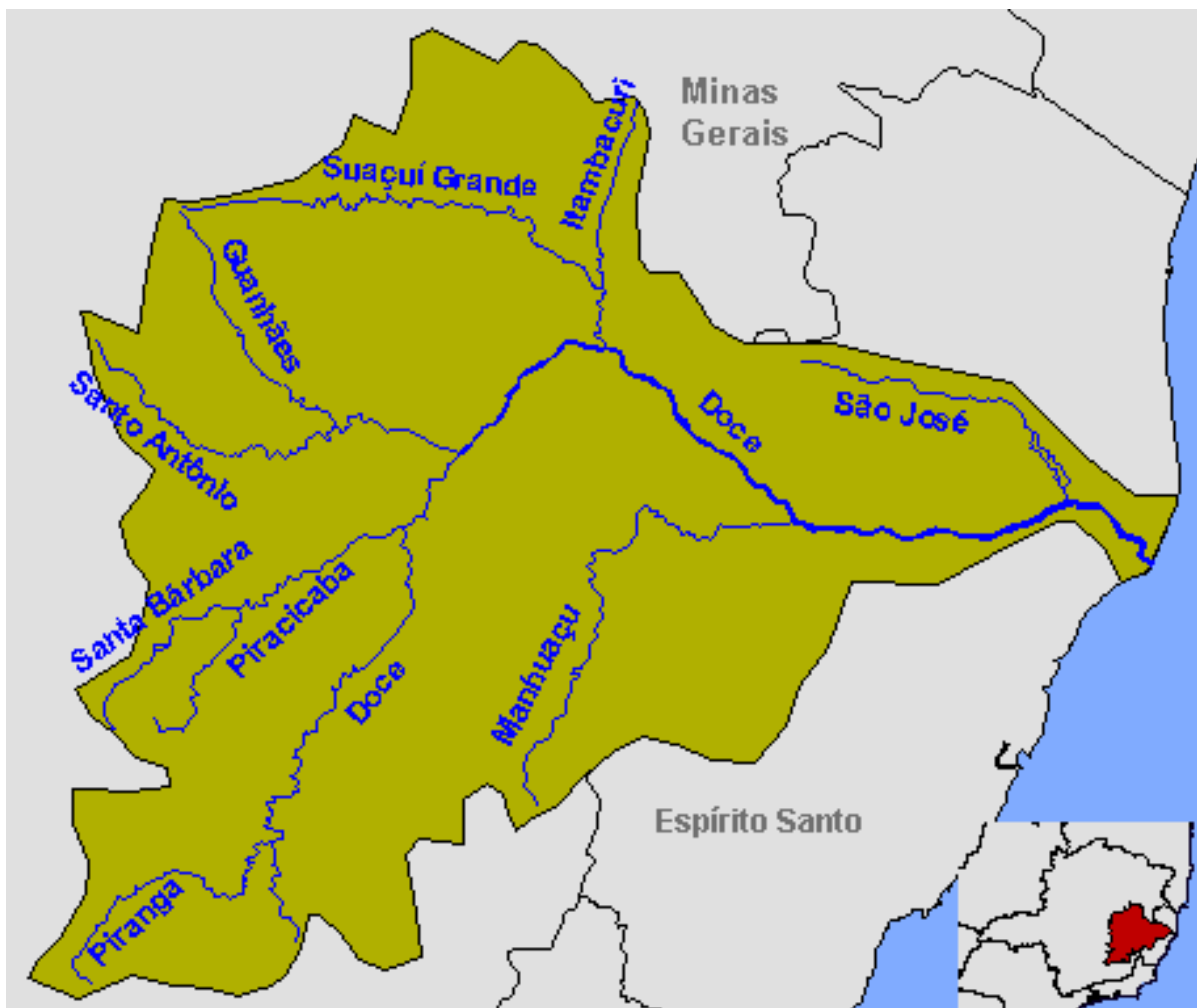 Minas
Gerais
Itambacuri
Suaçuí Grande
Guanhães
Santo Antônio
Doce
São José
Santa Bárbara
Piracicaba
Manhuaçu
Doce
Espírito Santo
Piranga